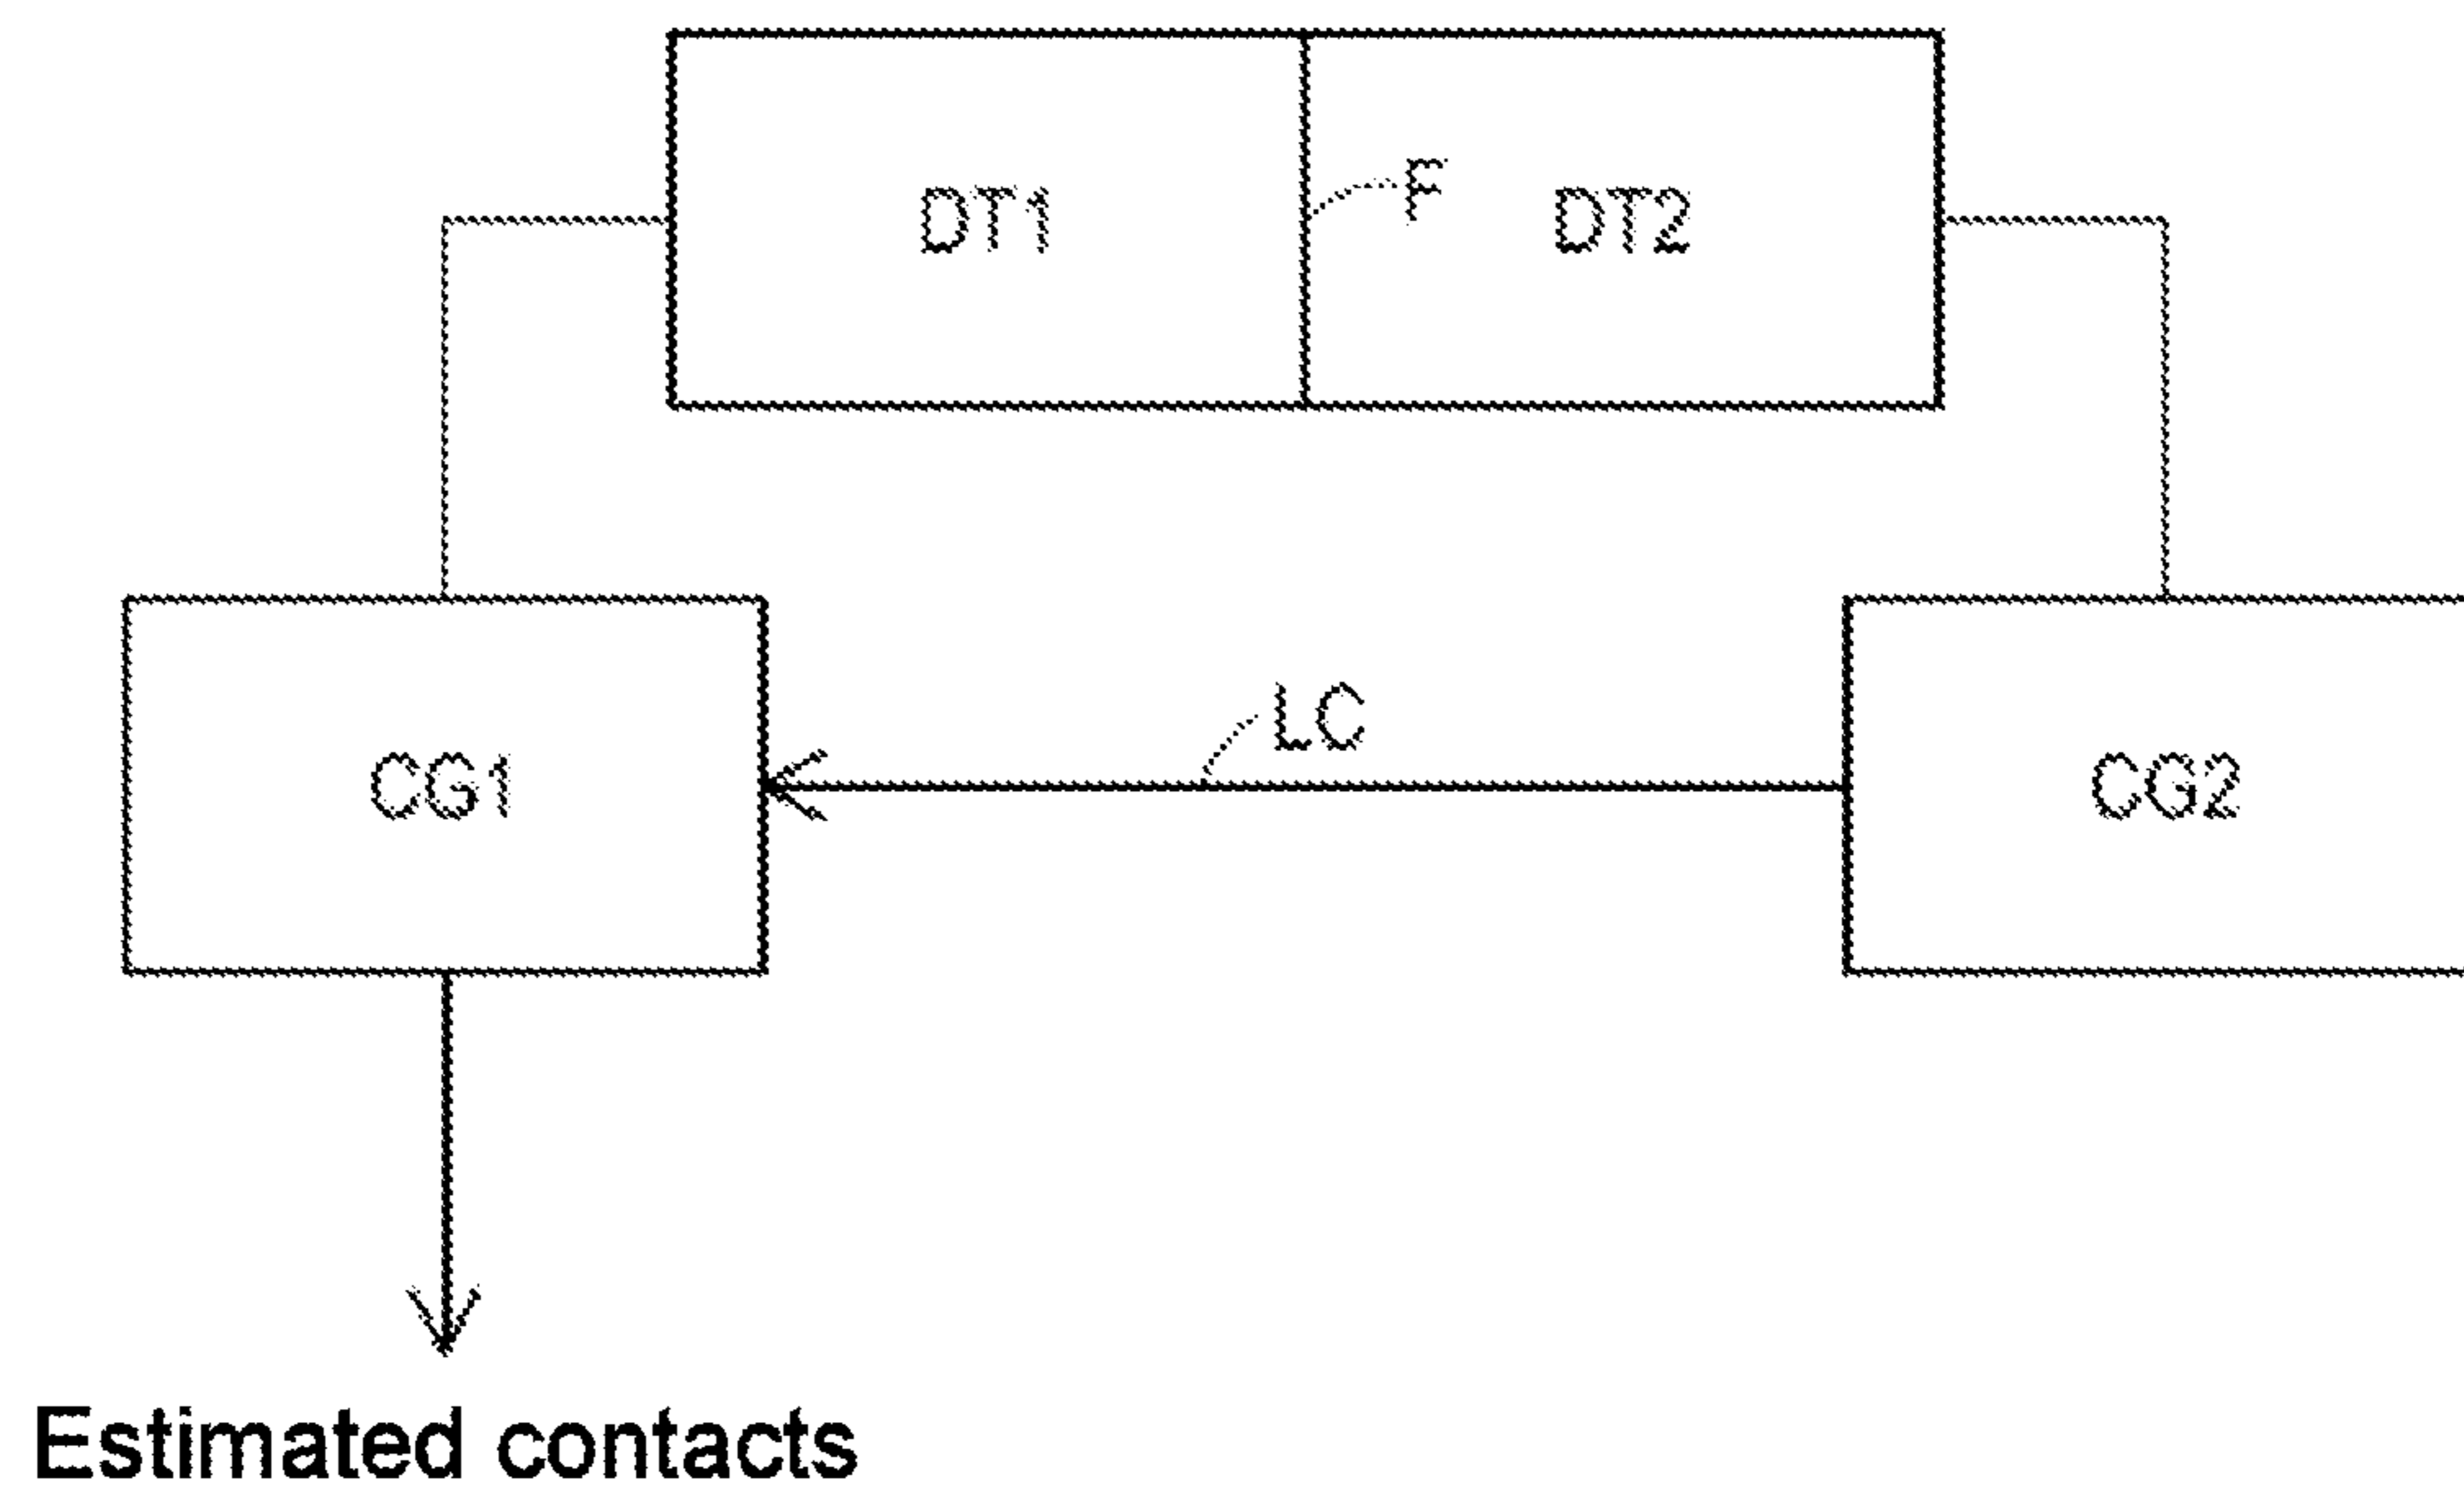 F
DT1
DT2
LC
CG1
CG2
Estimated contacts